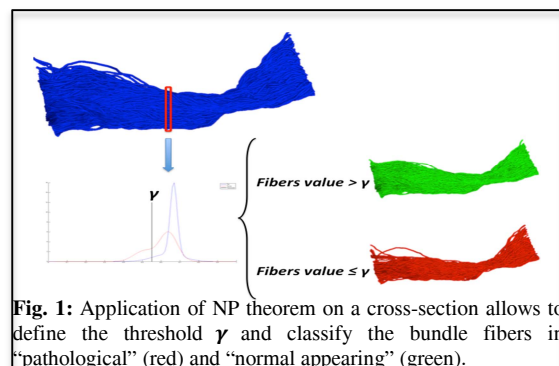 γ
Fibers value > γ
Fibers value ≤ γ
Fig. 1: Application of NP theorem on a cross-section allows to
define the threshold γ and classify the bundle fibers in
“pathological” (red) and “normal appearing” (green).